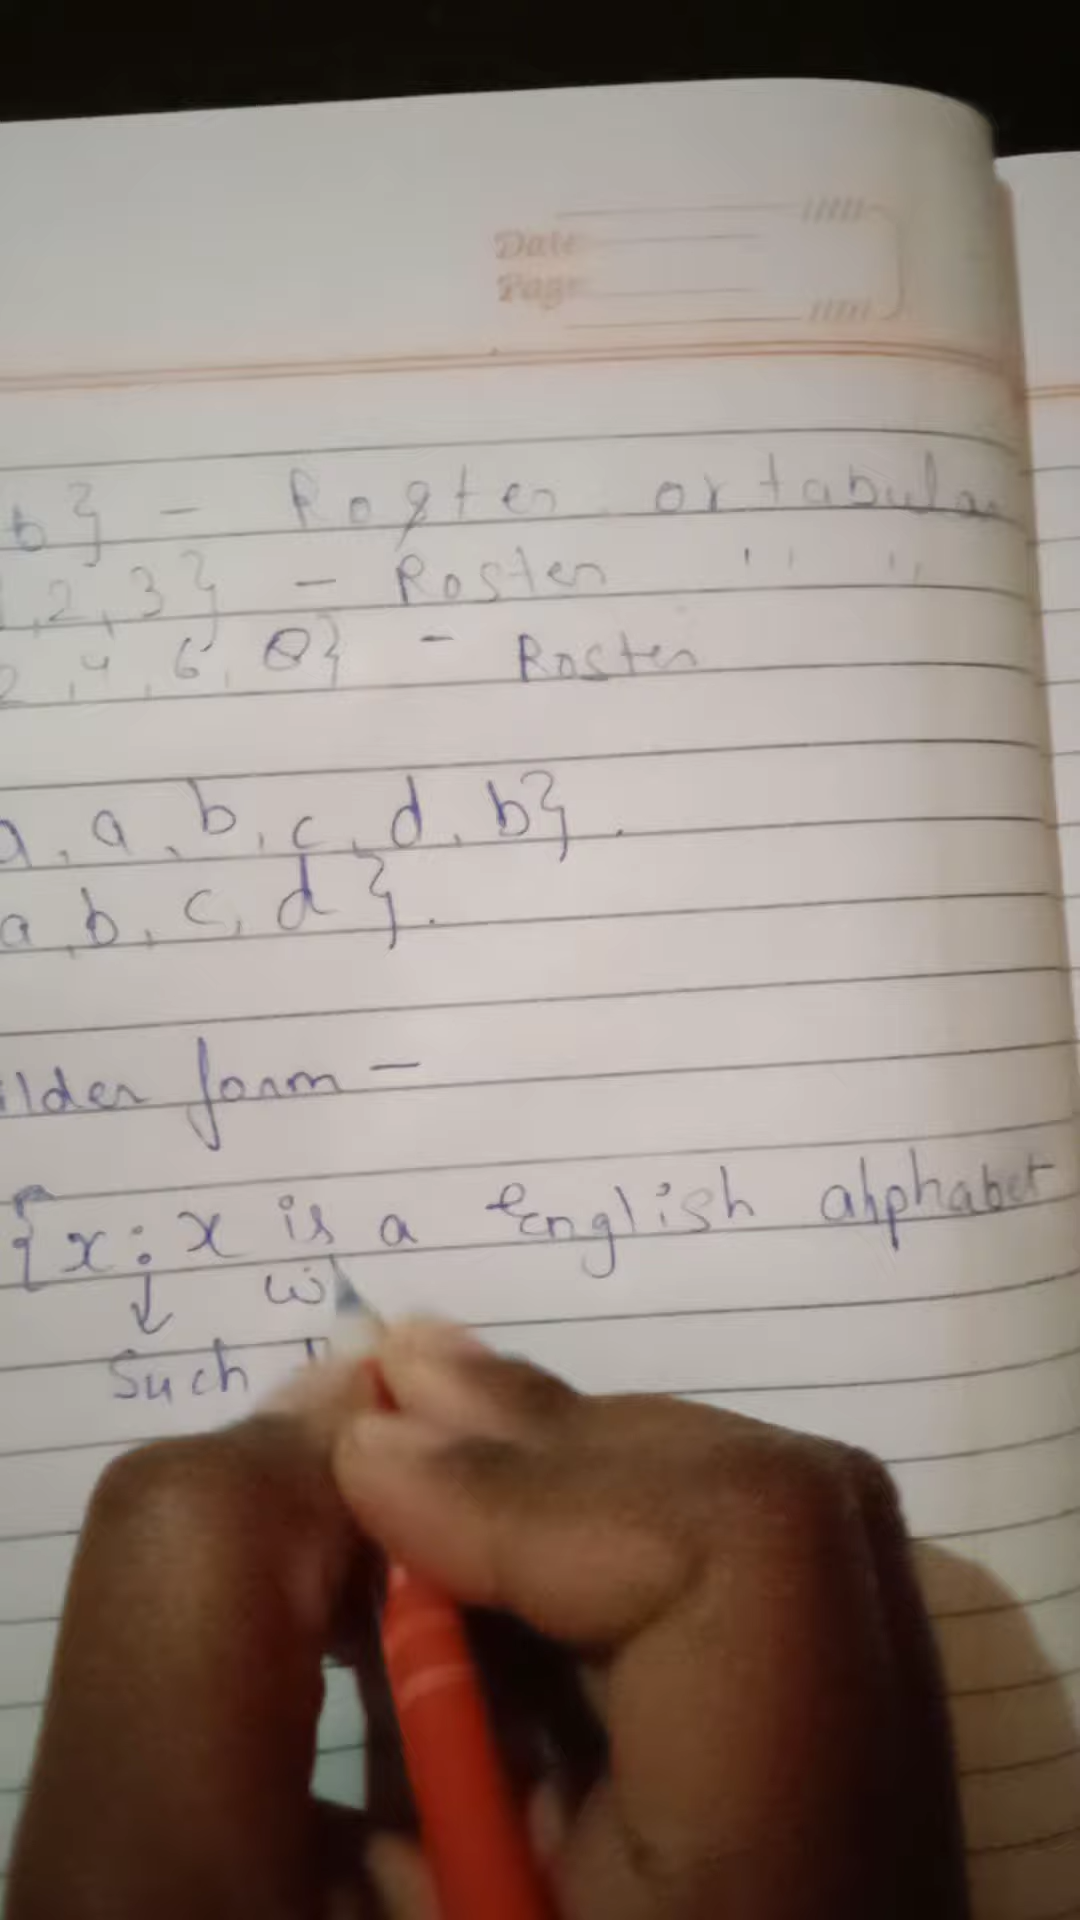 Date
Page
b} - Roster or tabular
1,2,3} - Roster " "
2,4,6,8} - Roster
a, a, b, c, d, b}.
a, b, c, d}.
ilder form -
{x : x is a English alphabet
↓ w
Such